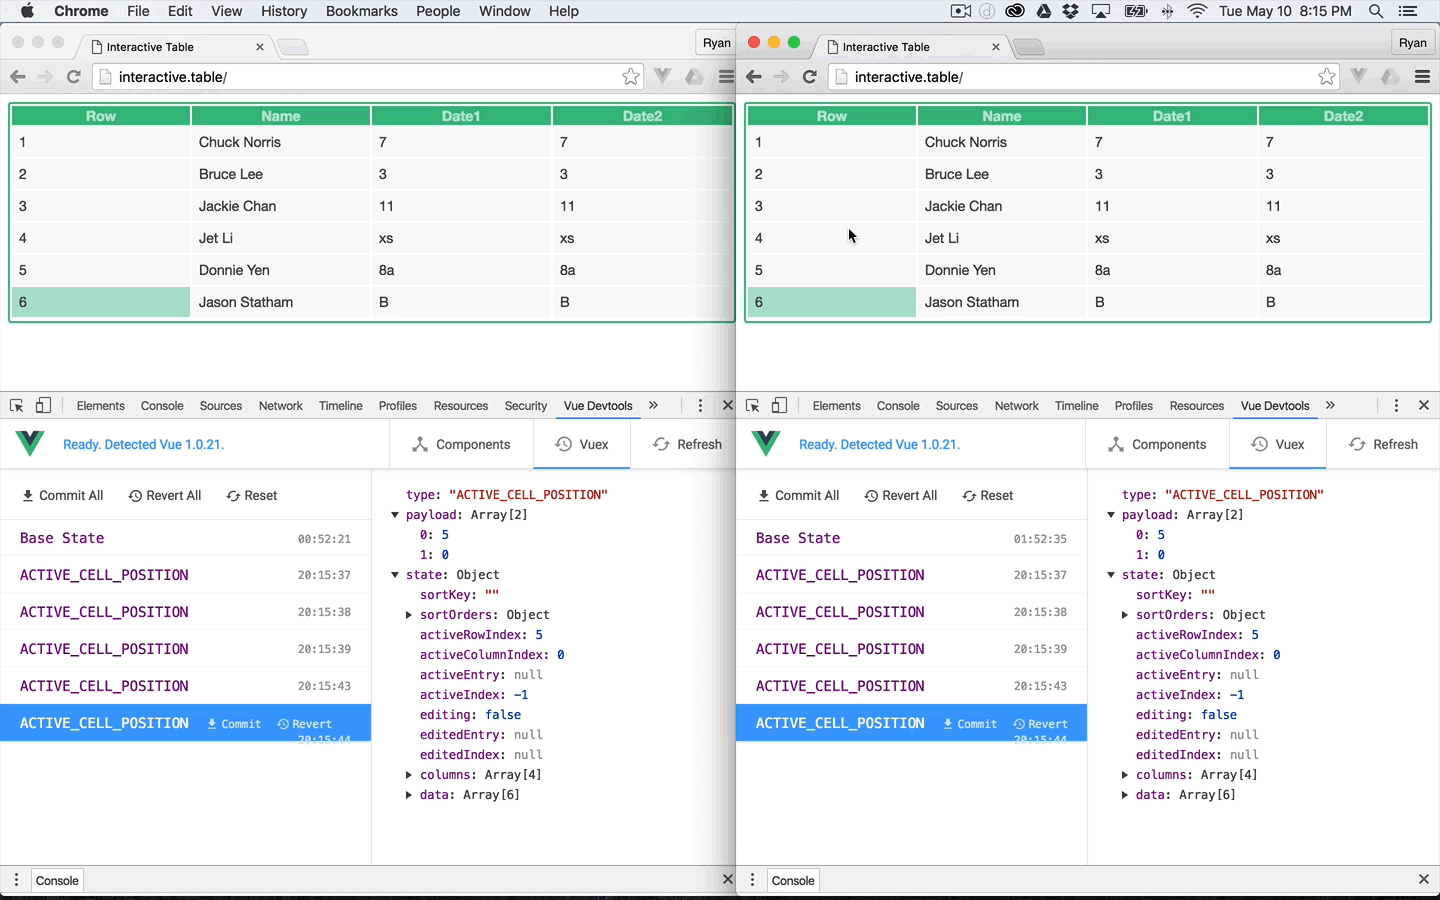 Chrome File Edit View History Bookmarks People Window Help Tue May 10 8:15 PM
Interactive Table Ryan
interactive.table/
Row Name Date1 Date2
1 Chuck Norris 7 7
2 Bruce Lee 3 3
3 Jackie Chan 11 11
4 Jet Li xs xs
5 Donnie Yen 8a 8a
6 Jason Statham B B
Elements Console Sources Network Timeline Profiles Resources Security Vue Devtools
Ready. Detected Vue 1.0.21. Components Vuex Refresh
Commit All Revert All Reset
Base State 00:52:21
ACTIVE_CELL_POSITION 20:15:37
ACTIVE_CELL_POSITION 20:15:38
ACTIVE_CELL_POSITION 20:15:39
ACTIVE_CELL_POSITION 20:15:43
ACTIVE_CELL_POSITION Commit Revert
20:15:44
type: "ACTIVE_CELL_POSITION"
payload: Array[2]
0: 5
1: 0
state: Object
sortKey: ""
sortOrders: Object
activeRowIndex: 5
activeColumnIndex: 0
activeEntry: null
activeIndex: -1
editing: false
editedEntry: null
editedIndex: null
columns: Array[4]
data: Array[6]
Console
Interactive Table Ryan
interactive.table/
Row Name Date1 Date2
1 Chuck Norris 7 7
2 Bruce Lee 3 3
3 Jackie Chan 11 11
4 Jet Li xs xs
5 Donnie Yen 8a 8a
6 Jason Statham B B
Elements Console Sources Network Timeline Profiles Resources Vue Devtools
Ready. Detected Vue 1.0.21. Components Vuex Refresh
Commit All Revert All Reset
Base State 01:52:35
ACTIVE_CELL_POSITION 20:15:37
ACTIVE_CELL_POSITION 20:15:38
ACTIVE_CELL_POSITION 20:15:39
ACTIVE_CELL_POSITION 20:15:43
ACTIVE_CELL_POSITION Commit Revert
20:15:44
type: "ACTIVE_CELL_POSITION"
payload: Array[2]
0: 5
1: 0
state: Object
sortKey: ""
sortOrders: Object
activeRowIndex: 5
activeColumnIndex: 0
activeEntry: null
activeIndex: -1
editing: false
editedEntry: null
editedIndex: null
columns: Array[4]
data: Array[6]
Console